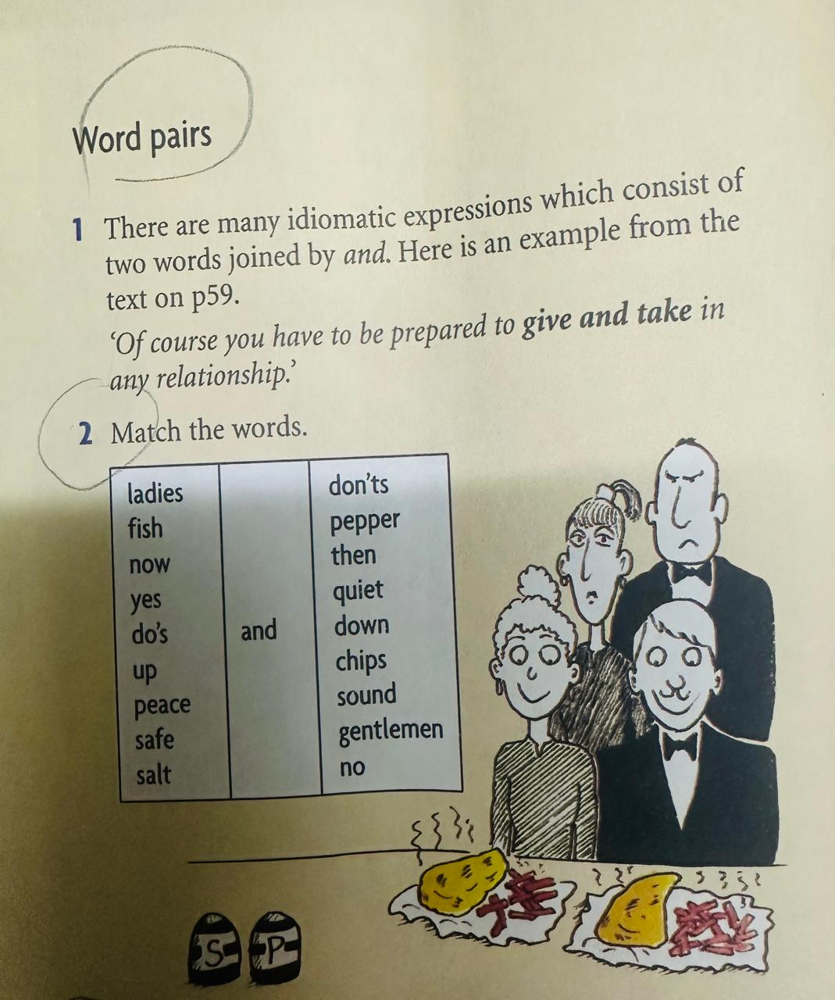 Word pairs
1 There are many idiomatic expressions which consist of
two words joined by and. Here is an example from the
text on p59.
‘Of course you have to be prepared to give and take in
any relationship.’
2 Match the words.
ladies
fish
now
yes
do's
up
peace
safe
salt
and
don'ts
pepper
then
quiet
down
chips
sound
gentlemen
no
S P